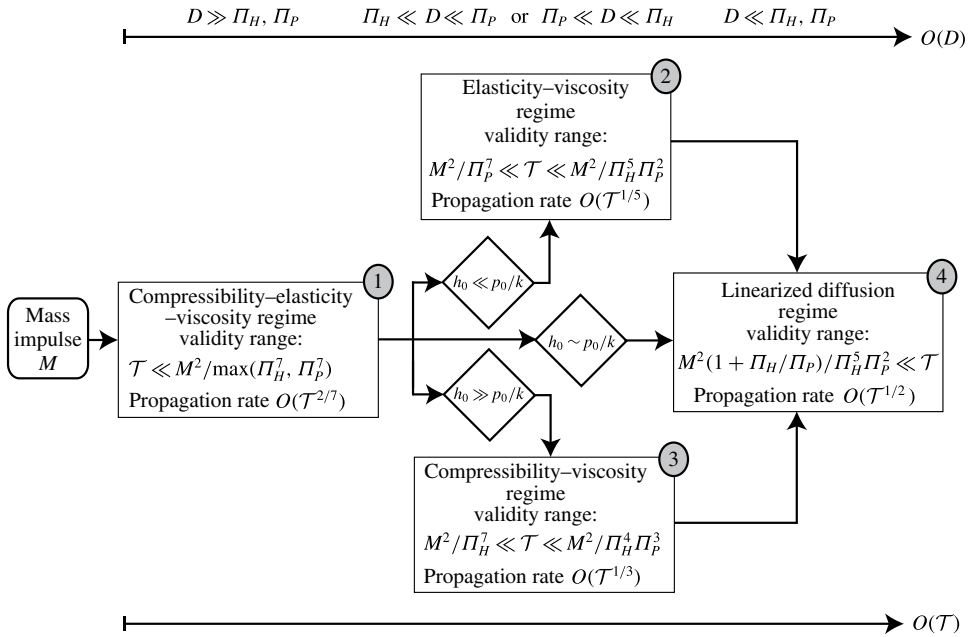 D ≫ Π_H, Π_P
Π_H ≪ D ≪ Π_P or Π_P ≪ D ≪ Π_H
D ≪ Π_H, Π_P
O(D)
2
Elasticity–viscosity
regime
validity range:
M²/Π_P⁷ ≪ 𝒯 ≪ M²/Π_H⁵Π_P²
Propagation rate O(𝒯^{1/5})
Mass
impulse
M
1
Compressibility–elasticity
–viscosity regime
validity range:
𝒯 ≪ M²/max(Π_H⁷, Π_P⁷)
Propagation rate O(𝒯^{2/7})
h₀ ≪ p₀/k
h₀ ∼ p₀/k
h₀ ≫ p₀/k
4
Linearized diffusion
regime
validity range:
M²(1 + Π_H/Π_P)/Π_H⁵Π_P² ≪ 𝒯
Propagation rate O(𝒯^{1/2})
3
Compressibility–viscosity
regime
validity range:
M²/Π_H⁷ ≪ 𝒯 ≪ M²/Π_H⁴Π_P³
Propagation rate O(𝒯^{1/3})
O(𝒯)